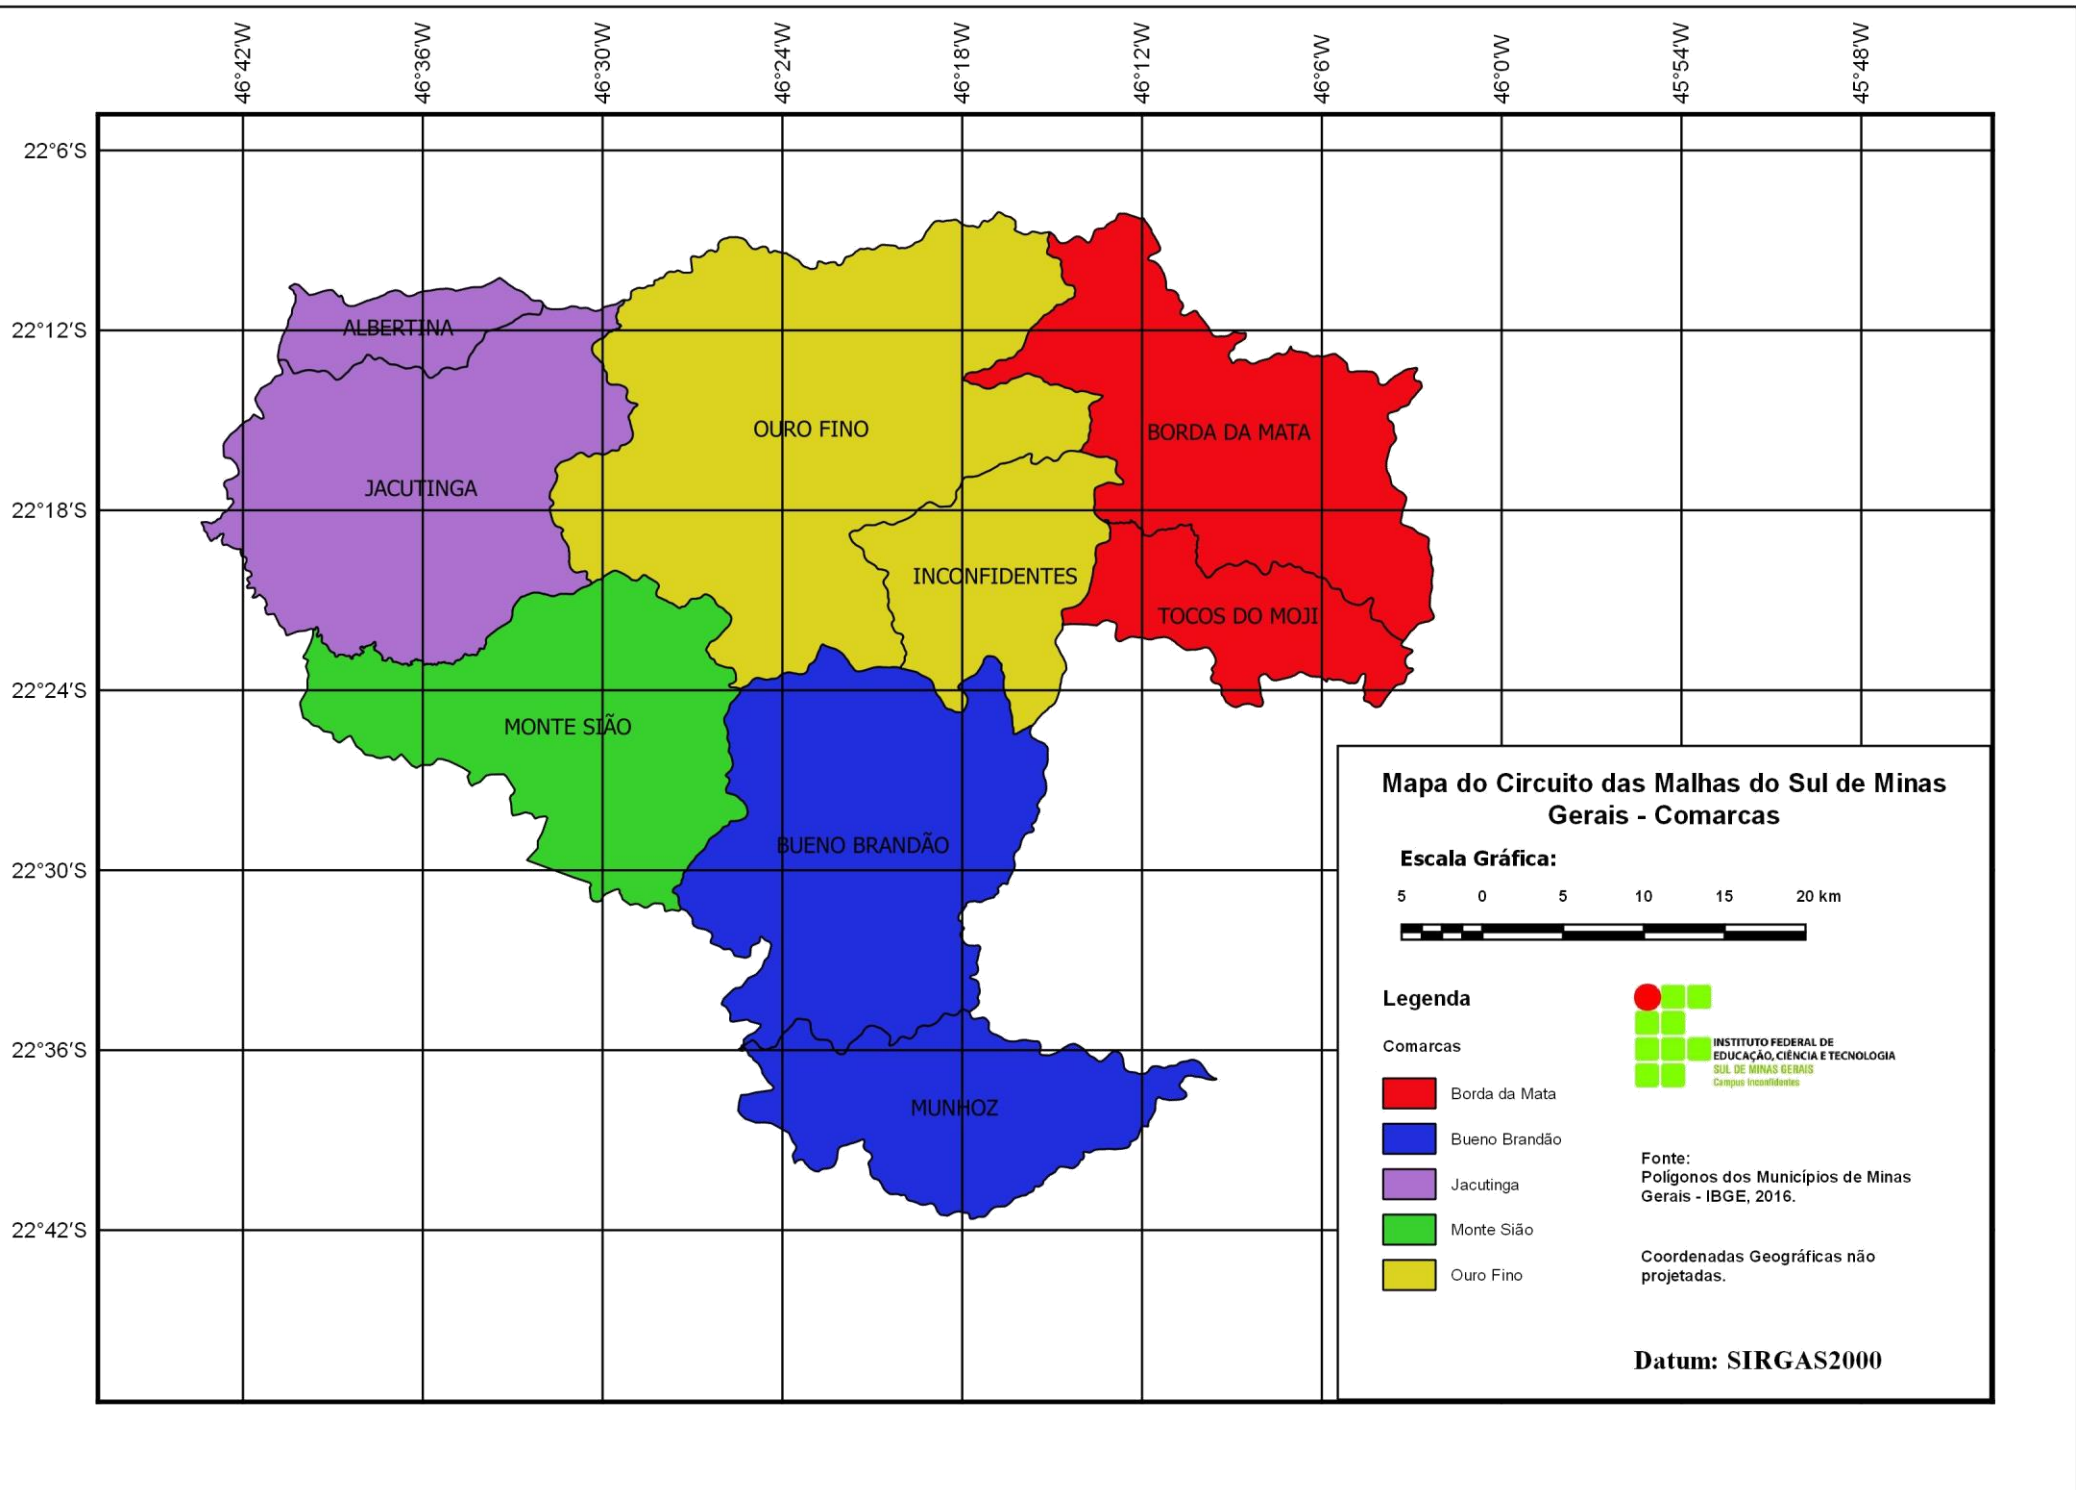 46°42'W 46°36'W 46°30'W 46°24'W 46°18'W 46°12'W 46°6'W 46°0'W 45°54'W 45°48'W
22°6'S
22°12'S
22°18'S
22°24'S
22°30'S
22°36'S
22°42'S
ALBERTINA
JACUTINGA
OURO FINO
BORDA DA MATA
INCONFIDENTES
TOCOS DO MOJI
MONTE SIÃO
BUENO BRANDÃO
MUNHOZ
Mapa do Circuito das Malhas do Sul de Minas
Gerais - Comarcas
Escala Gráfica:
5 0 5 10 15 20 km
Legenda
Comarcas
Borda da Mata
Bueno Brandão
Jacutinga
Monte Sião
Ouro Fino
INSTITUTO FEDERAL DE
EDUCAÇÃO, CIÊNCIA E TECNOLOGIA
SUL DE MINAS GERAIS
Campus Inconfidentes
Fonte:
Polígonos dos Municípios de Minas
Gerais - IBGE, 2016.
Coordenadas Geográficas não
projetadas.
Datum: SIRGAS2000